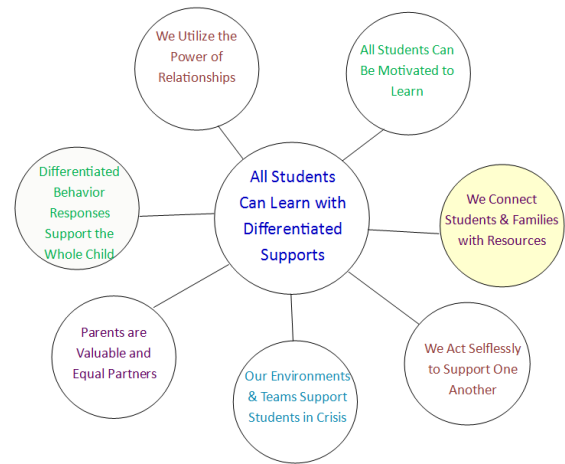 We Utilize the
Power of
Relationships
All Students Can
Be Motivated to
Learn
Differentiated
Behavior
Responses
Support the
Whole Child
All Students
Can Learn with
Differentiated
Supports
We Connect
Students & Families
with Resources
Parents are
Valuable and
Equal Partners
Our Environments
& Teams Support
Students in Crisis
We Act Selflessly
to Support One
Another